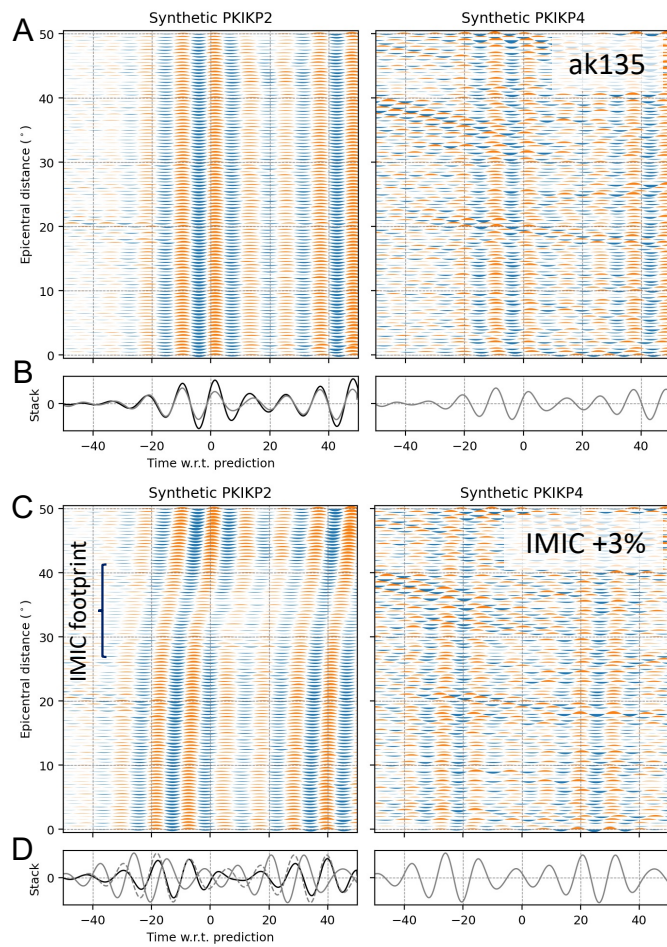 A
Synthetic PKIKP2
Synthetic PKIKP4
ak135
Epicentral distance (°)
50
40
30
20
10
0
B
Stack
0
−40 −20 0 20 40
−40 −20 0 20 40
Time w.r.t. prediction
C
Synthetic PKIKP2
Synthetic PKIKP4
IMIC +3%
IMIC footprint
Epicentral distance (°)
50
40
30
20
10
0
D
Stack
0
−40 −20 0 20 40
−40 −20 0 20 40
Time w.r.t. prediction